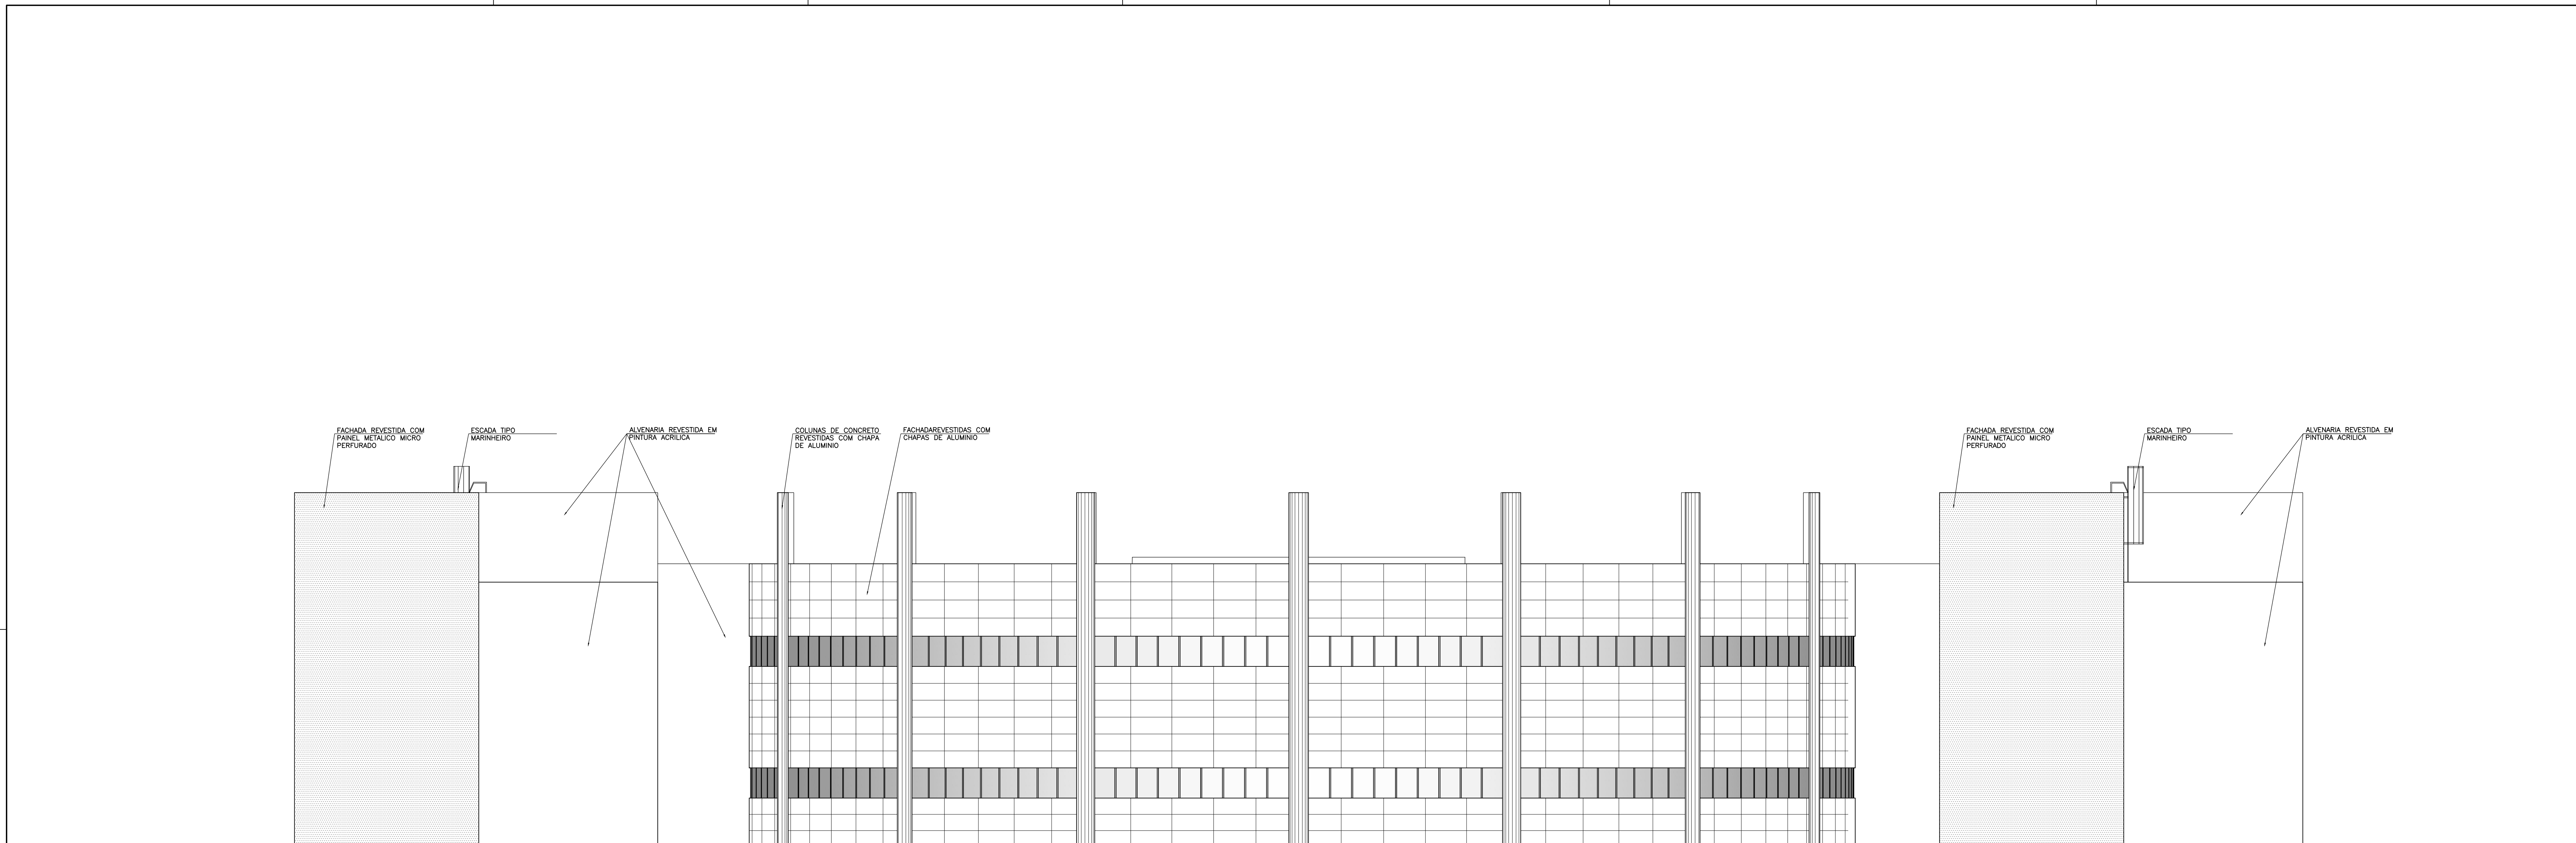 FACHADA REVESTIDA COM
PAINEL METALICO MICRO
PERFURADO
ESCADA TIPO
MARINHEIRO
ALVENARIA REVESTIDA EM
PINTURA ACRILICA
COLUNAS DE CONCRETO
REVESTIDAS COM CHAPA
DE ALUMINIO
FACHADAREVESTIDAS COM
CHAPAS DE ALUMINIO
FACHADA REVESTIDA COM
PAINEL METALICO MICRO
PERFURADO
ESCADA TIPO
MARINHEIRO
ALVENARIA REVESTIDA EM
PINTURA ACRILICA